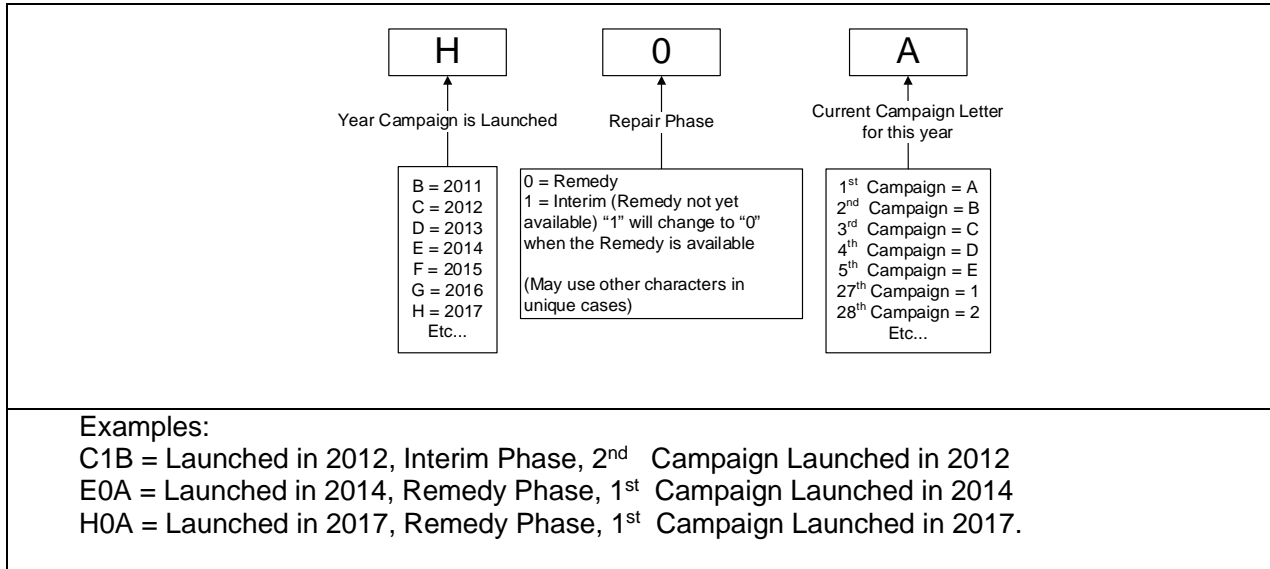 H
0
A
Year Campaign is Launched
Repair Phase
Current Campaign Letter
for this year
B = 2011
C = 2012
D = 2013
E = 2014
F = 2015
G = 2016
H = 2017
Etc...
0 = Remedy
1 = Interim (Remedy not yet
available) “1” will change to “0”
when the Remedy is available
(May use other characters in
unique cases)
1st Campaign = A
2nd Campaign = B
3rd Campaign = C
4th Campaign = D
5th Campaign = E
27th Campaign = 1
28th Campaign = 2
Etc...
Examples:
C1B = Launched in 2012, Interim Phase, 2nd Campaign Launched in 2012
E0A = Launched in 2014, Remedy Phase, 1st Campaign Launched in 2014
H0A = Launched in 2017, Remedy Phase, 1st Campaign Launched in 2017.